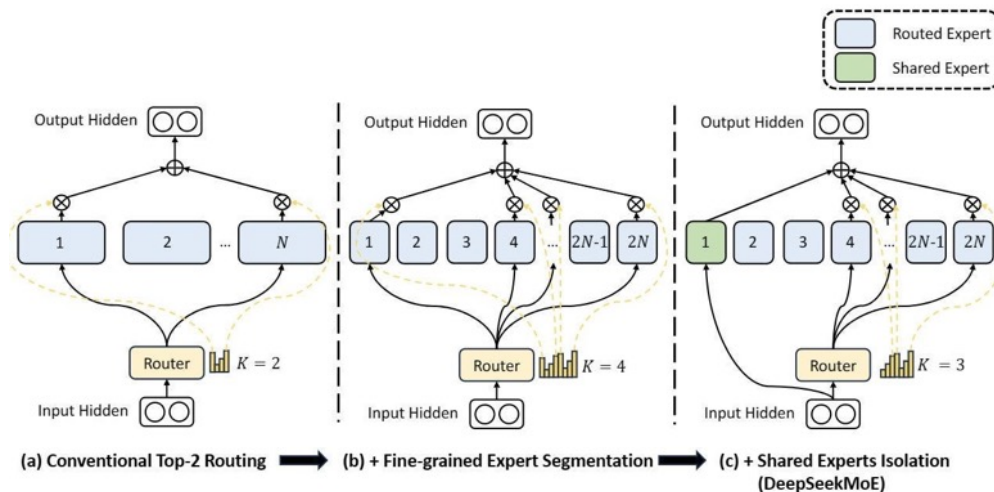 Routed Expert
Shared Expert
Output Hidden
1
2
...
N
Router
K = 2
Input Hidden
(a) Conventional Top-2 Routing
Output Hidden
1
2
3
4
...
2N-1
2N
Router
K = 4
Input Hidden
(b) + Fine-grained Expert Segmentation
Output Hidden
1
2
3
4
...
2N-1
2N
Router
K = 3
Input Hidden
(c) + Shared Experts Isolation
(DeepSeekMoE)